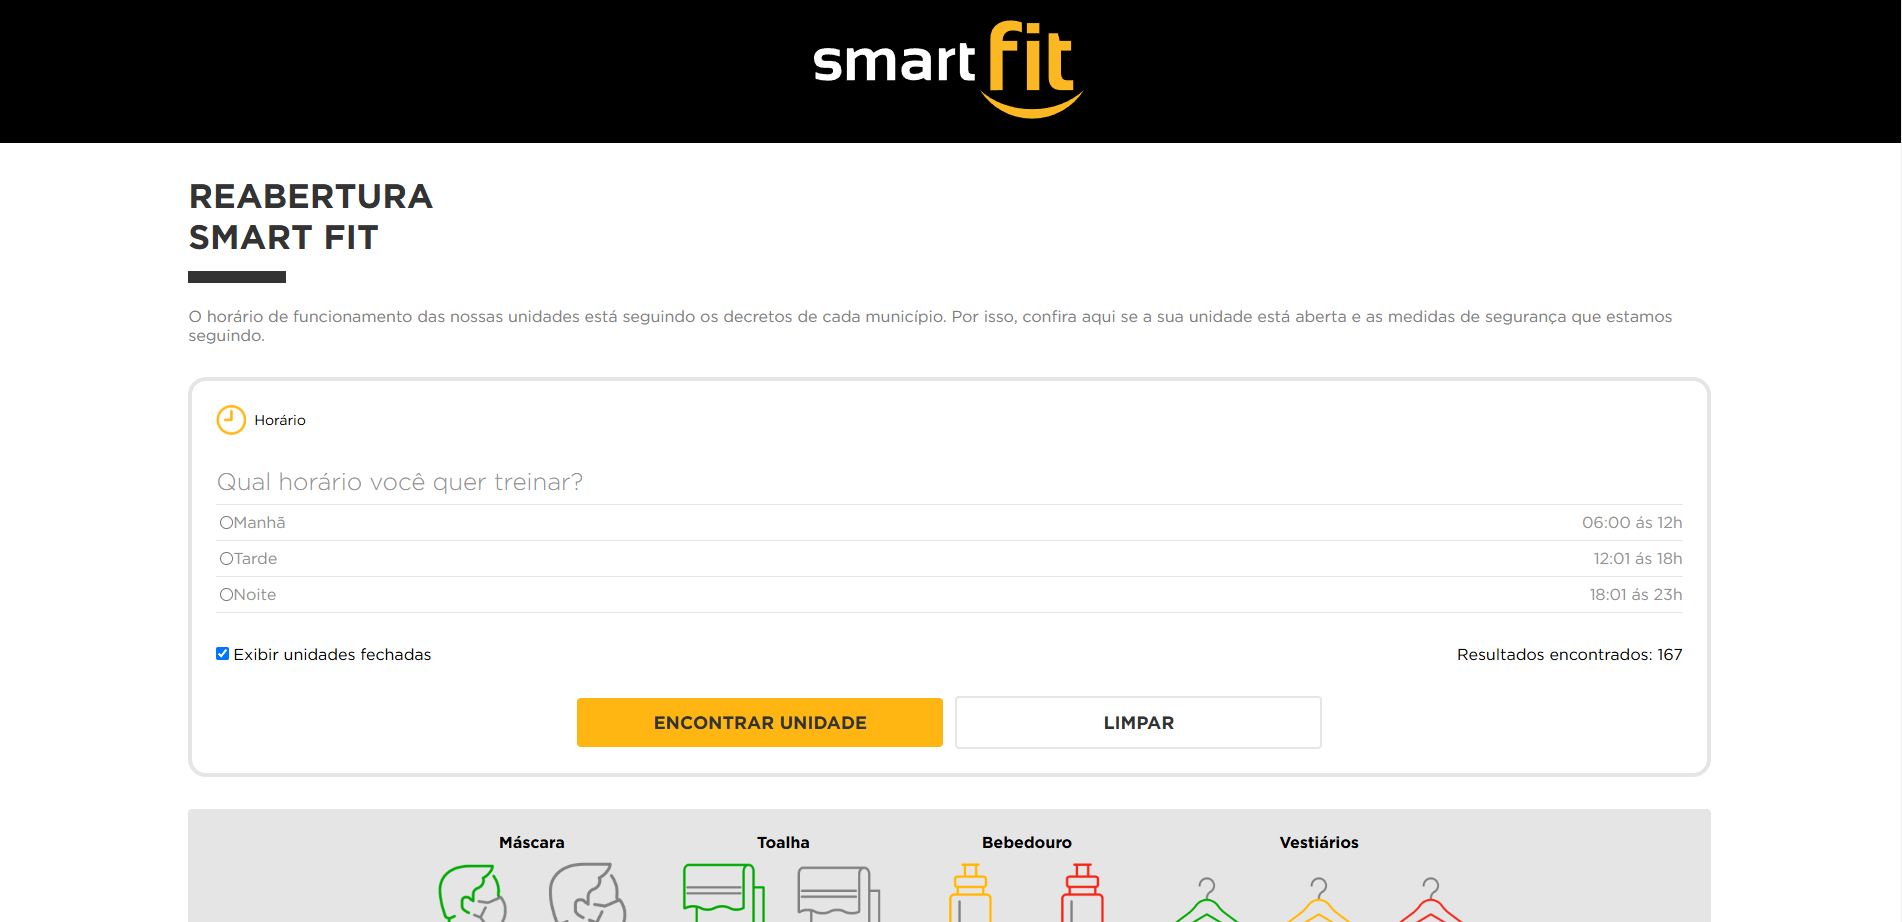 smart fit
REABERTURA
SMART FIT
O horário de funcionamento das nossas unidades está seguindo os decretos de cada município. Por isso, confira aqui se a sua unidade está aberta e as medidas de segurança que estamos
seguindo.
Horário
Qual horário você quer treinar?
Manhã 06:00 ás 12h
Tarde 12:01 ás 18h
Noite 18:01 ás 23h
Exibir unidades fechadas Resultados encontrados: 167
ENCONTRAR UNIDADE LIMPAR
Máscara Toalha Bebedouro Vestiários